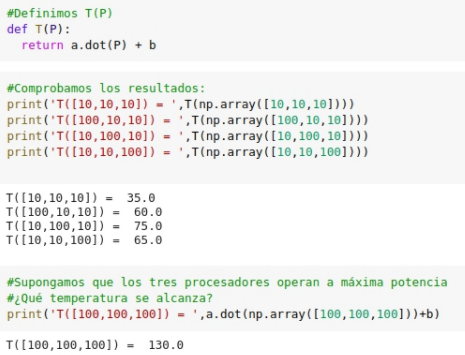 #Definimos T(P)
def T(P):
  return a.dot(P) + b
#Comprobamos los resultados:
print('T([10,10,10]) = ',T(np.array([10,10,10])))
print('T([100,10,10]) = ',T(np.array([100,10,10])))
print('T([10,100,10]) = ',T(np.array([10,100,10])))
print('T([10,10,100]) = ',T(np.array([10,10,100])))
T([10,10,10]) =  35.0
T([100,10,10]) =  60.0
T([10,100,10]) =  75.0
T([10,10,100]) =  65.0
#Supongamos que los tres procesadores operan a máxima potencia
#¿Qué temperatura se alcanza?
print('T([100,100,100]) = ',a.dot(np.array([100,100,100]))+b)
T([100,100,100]) =  130.0